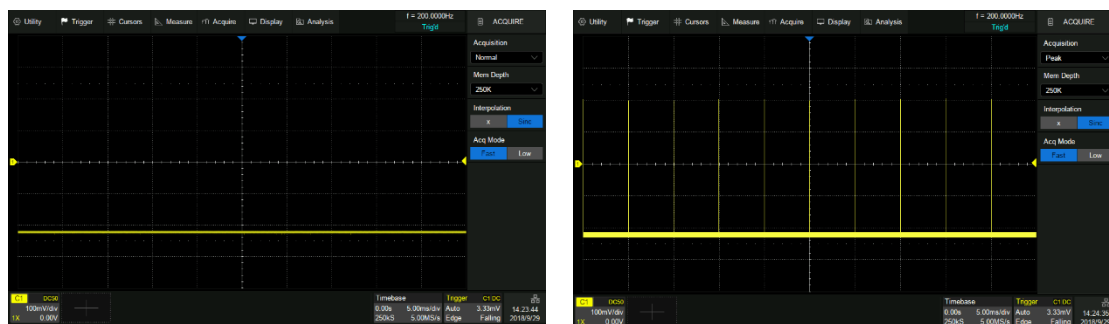 Utility Trigger Cursors Measure Acquire Display Analysis f = 200.0000Hz Trig'd ACQUIRE
Acquisition
Normal
Mem Depth
250K
Interpolation
x Sinc
Acq Mode
Fast Low
C1 DC50
100mV/div
1X 0.00V
Timebase
0.00s 5.00ms/div
250kS 5.00MS/s
Trigger C1 DC
Auto 3.33mV
Edge Falling
14:23:44
2018/9/29
Utility Trigger Cursors Measure Acquire Display Analysis f = 200.0000Hz Trig'd ACQUIRE
Acquisition
Peak
Mem Depth
250K
Interpolation
x Sinc
Acq Mode
Fast Low
C1 DC50
100mV/div
1X 0.00V
Timebase
0.00s 5.00ms/div
250kS 5.00MS/s
Trigger C1 DC
Auto 3.33mV
Edge Falling
2018/9/29